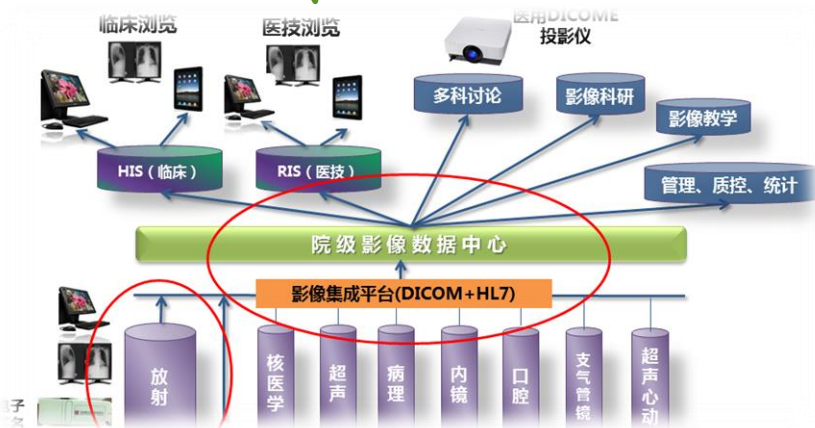 临床浏览
医技浏览
医用DICOME
投影仪
多科讨论
影像科研
影像教学
HIS（临床）
RIS（医技）
管理、质控、统计
院级影像数据中心
影像集成平台(DICOM+HL7)
放射
核医学
超声
病理
内镜
口腔
支气管镜
超声心动
子
名